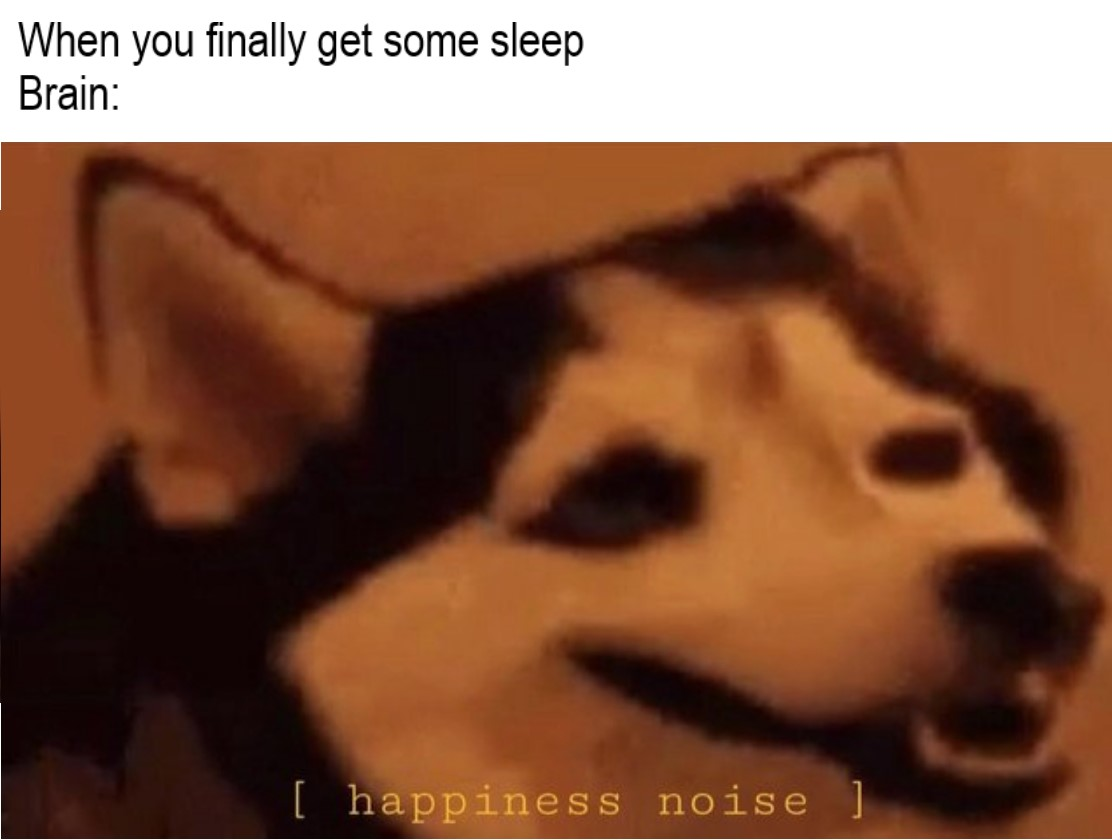 When you finally get some sleep
Brain:
[ happiness noise ]